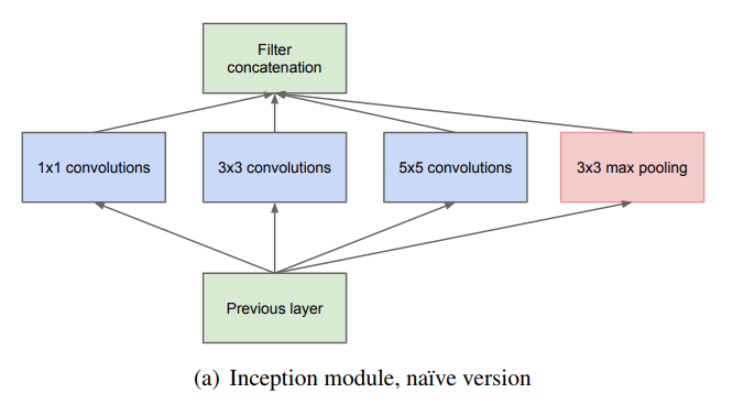 Filter
concatenation
1x1 convolutions
3x3 convolutions
5x5 convolutions
3x3 max pooling
Previous layer
(a) Inception module, naïve version